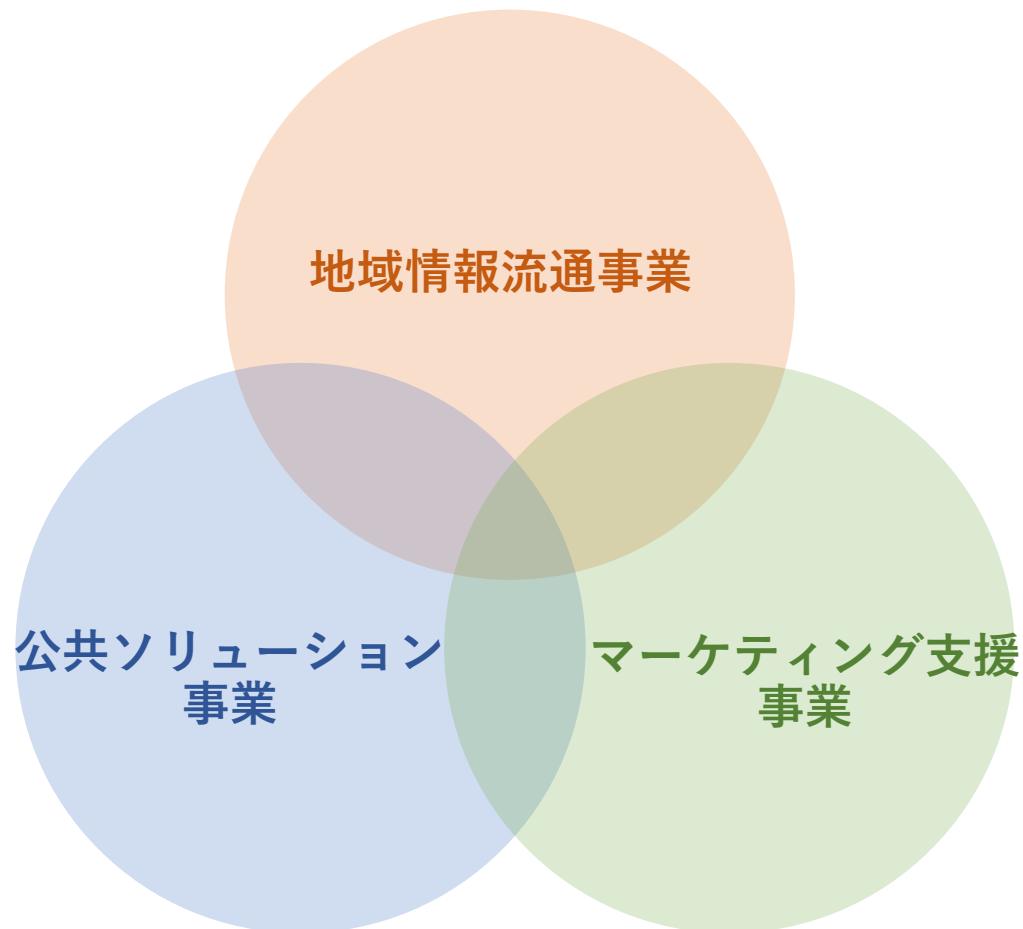 地域情報流通事業
公共ソリューション
事業
マーケティング支援
事業